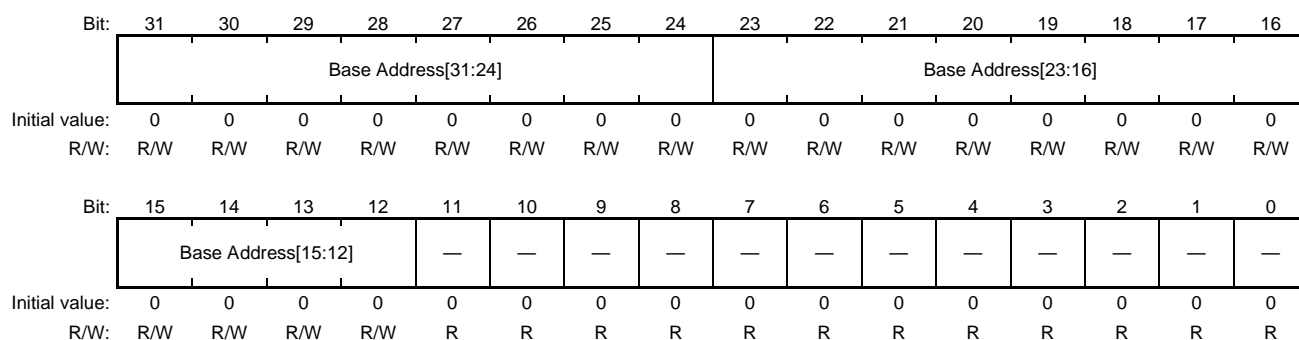 Bit: 31 30 29 28 27 26 25 24 23 22 21 20 19 18 17 16
Base Address[31:24] Base Address[23:16]
Initial value: 0 0 0 0 0 0 0 0 0 0 0 0 0 0 0 0
R/W: R/W R/W R/W R/W R/W R/W R/W R/W R/W R/W R/W R/W R/W R/W R/W R/W
Bit: 15 14 13 12 11 10 9 8 7 6 5 4 3 2 1 0
Base Address[15:12] — — — — — — — — — — — —
Initial value: 0 0 0 0 0 0 0 0 0 0 0 0 0 0 0 0
R/W: R/W R/W R/W R/W R R R R R R R R R R R R